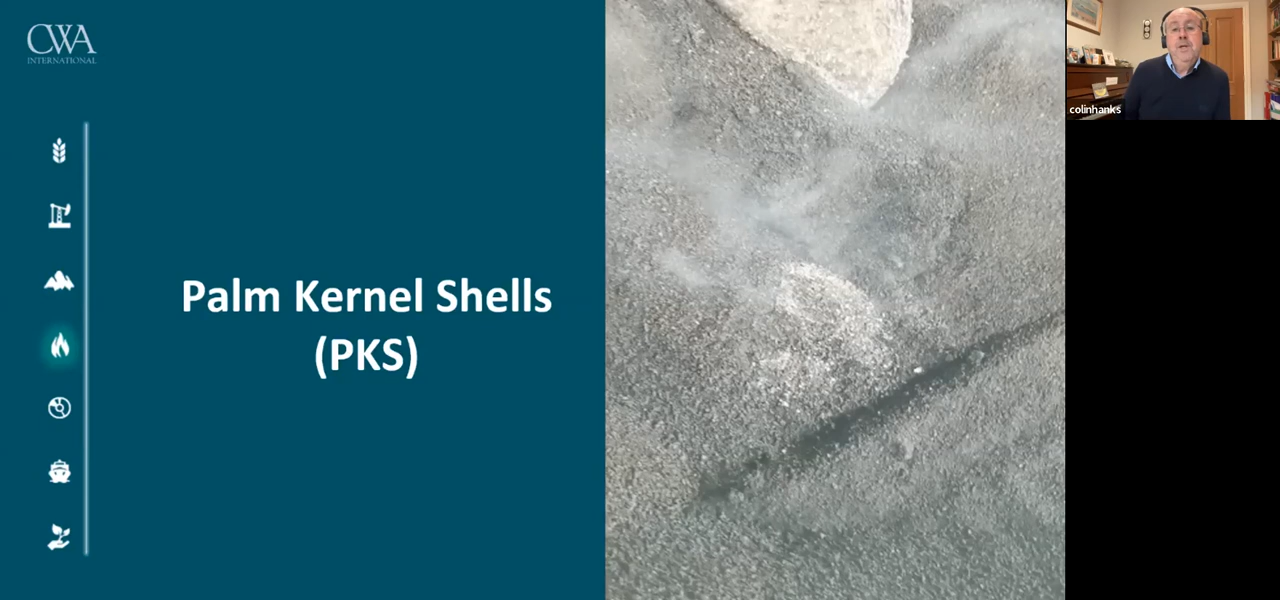 CWA
INTERNATIONAL
Palm Kernel Shells
(PKS)
colinhanks